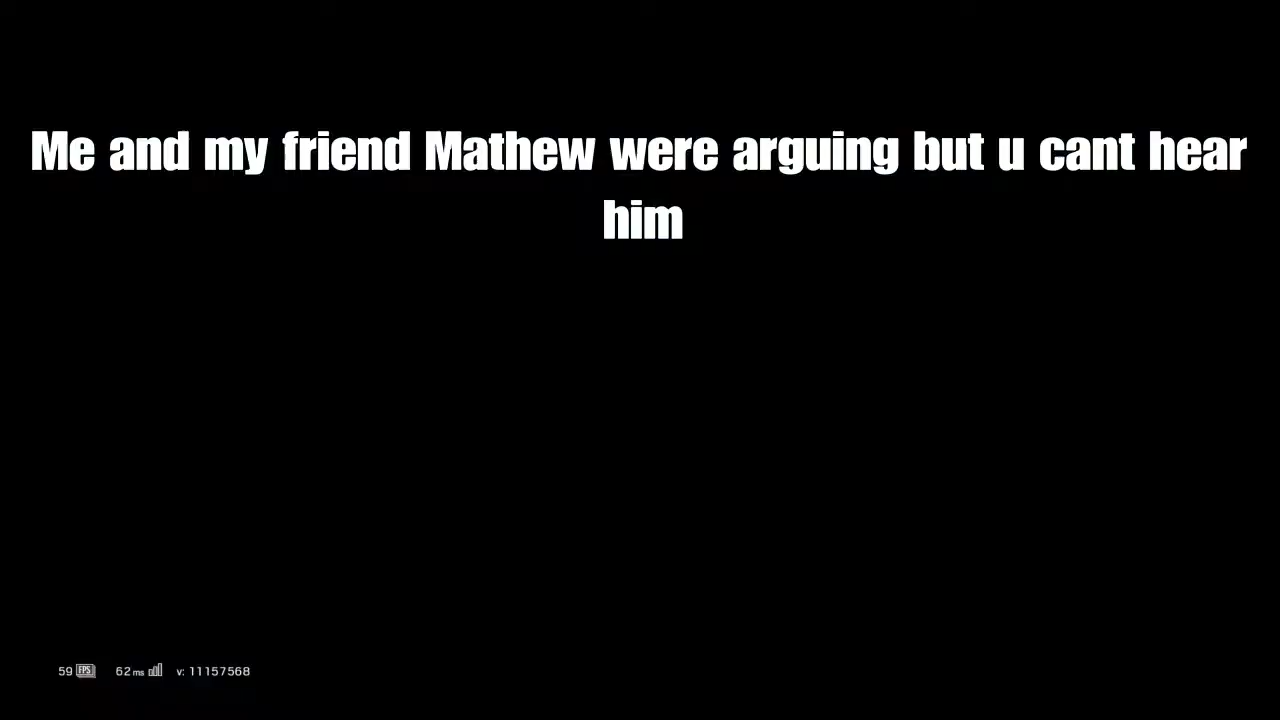 Me and my friend Mathew were arguing but u cant hear
him
59 FPS 62 ms v: 11157568